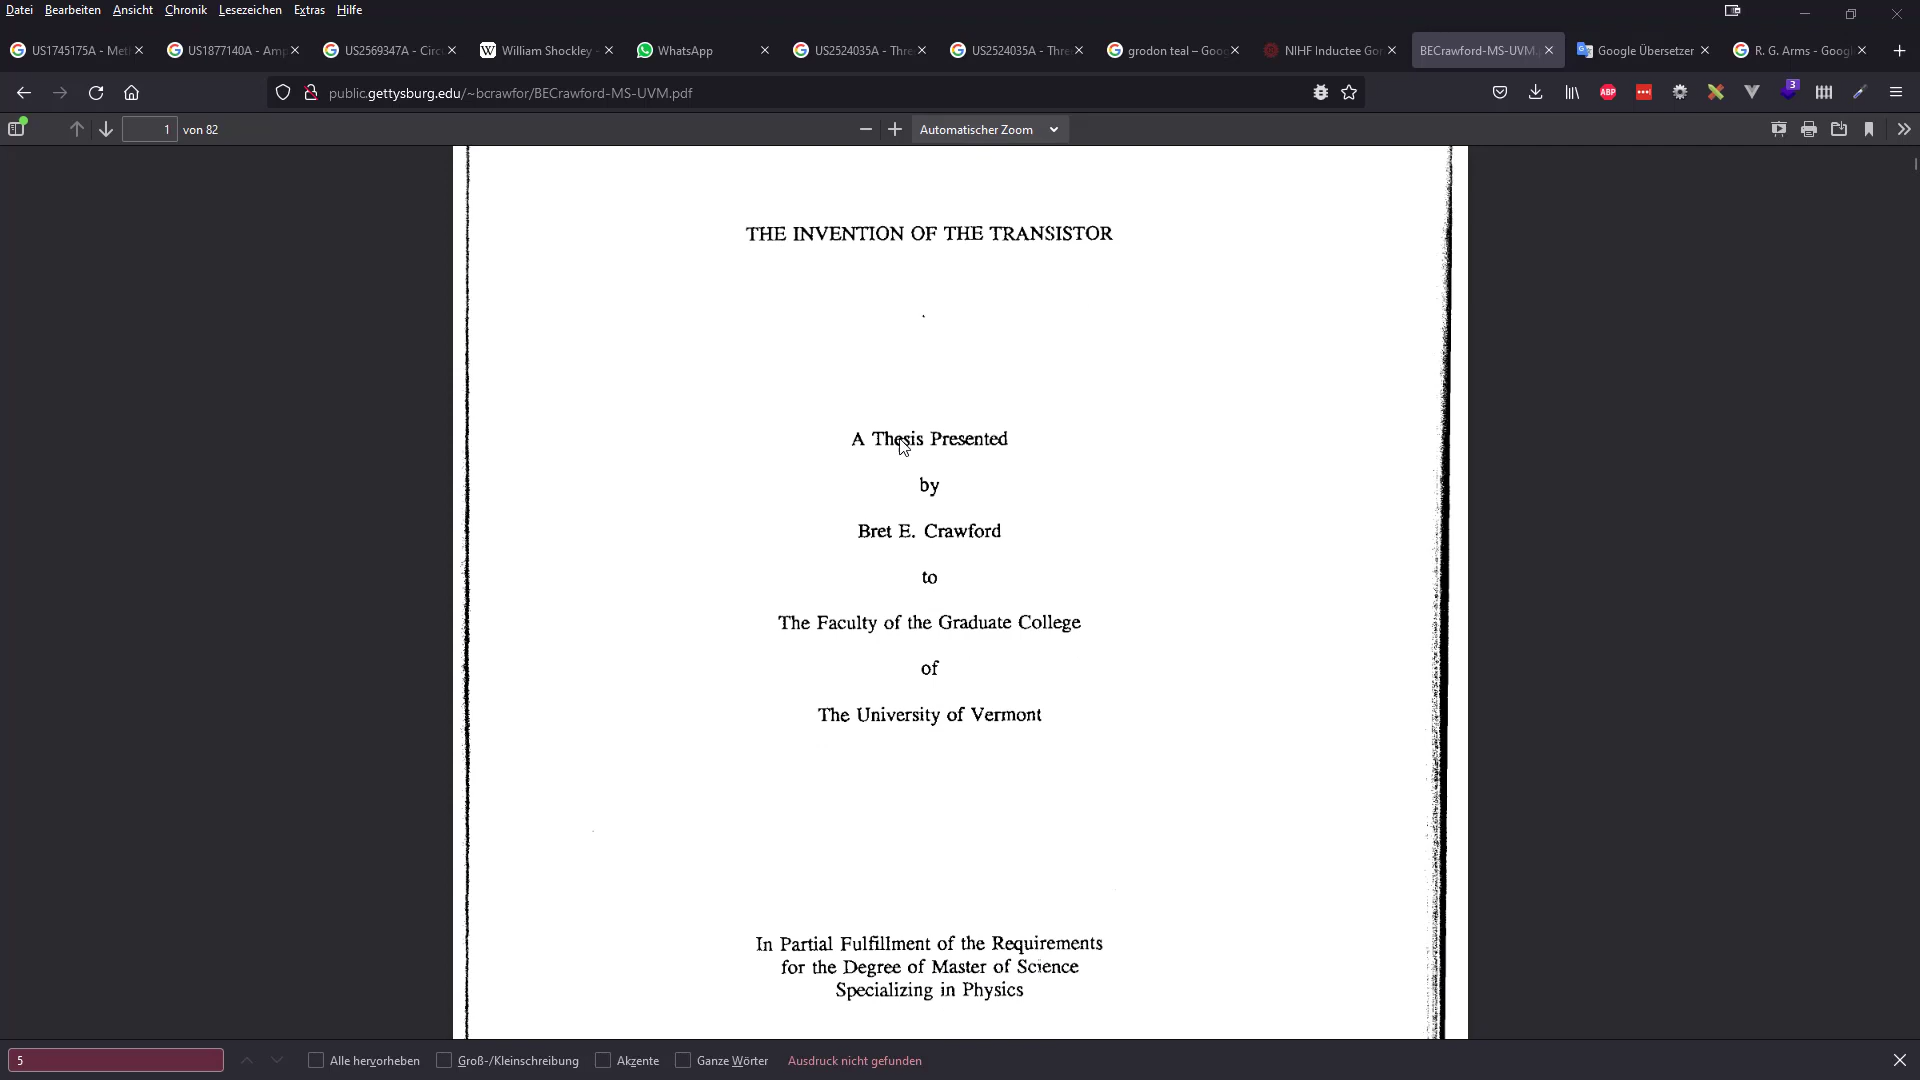 Datei Bearbeiten Ansicht Chronik Lesezeichen Extras Hilfe
US1745175A - Met US1877140A - Amp US2569347A - Circ William Shockley - WhatsApp US2524035A - Thre US2524035A - Thre grodon teal – Goog NIHF Inductee Gor BECrawford-MS-UVM. Google Übersetzer R. G. Arms - Googl
public.gettysburg.edu/~bcrawfor/BECrawford-MS-UVM.pdf ABP 3
1 von 82 Automatischer Zoom
THE INVENTION OF THE TRANSISTOR
A Thesis Presented
by
Bret E. Crawford
to
The Faculty of the Graduate College
of
The University of Vermont
In Partial Fulfillment of the Requirements
for the Degree of Master of Science
Specializing in Physics
5 Alle hervorheben Groß-/Kleinschreibung Akzente Ganze Wörter Ausdruck nicht gefunden